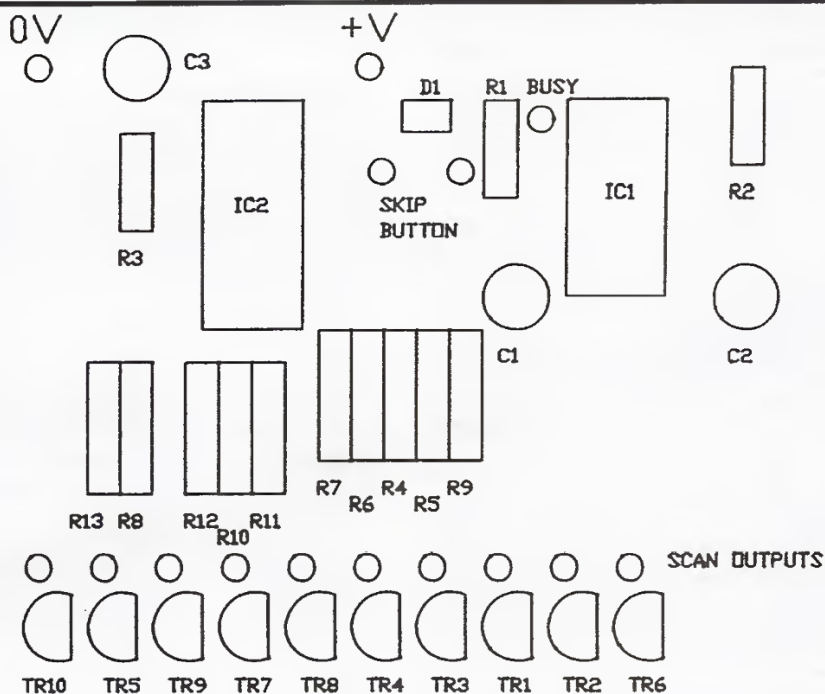 0V
+V
C3
D1
R1
BUSY
IC2
IC1
R2
SKIP
BUTTON
R3
C1
C2
R13
R8
R12
R10
R11
R7
R6
R4
R5
R9
SCAN OUTPUTS
TR10 TR5 TR9 TR7 TR8 TR4 TR3 TR1 TR2 TR6